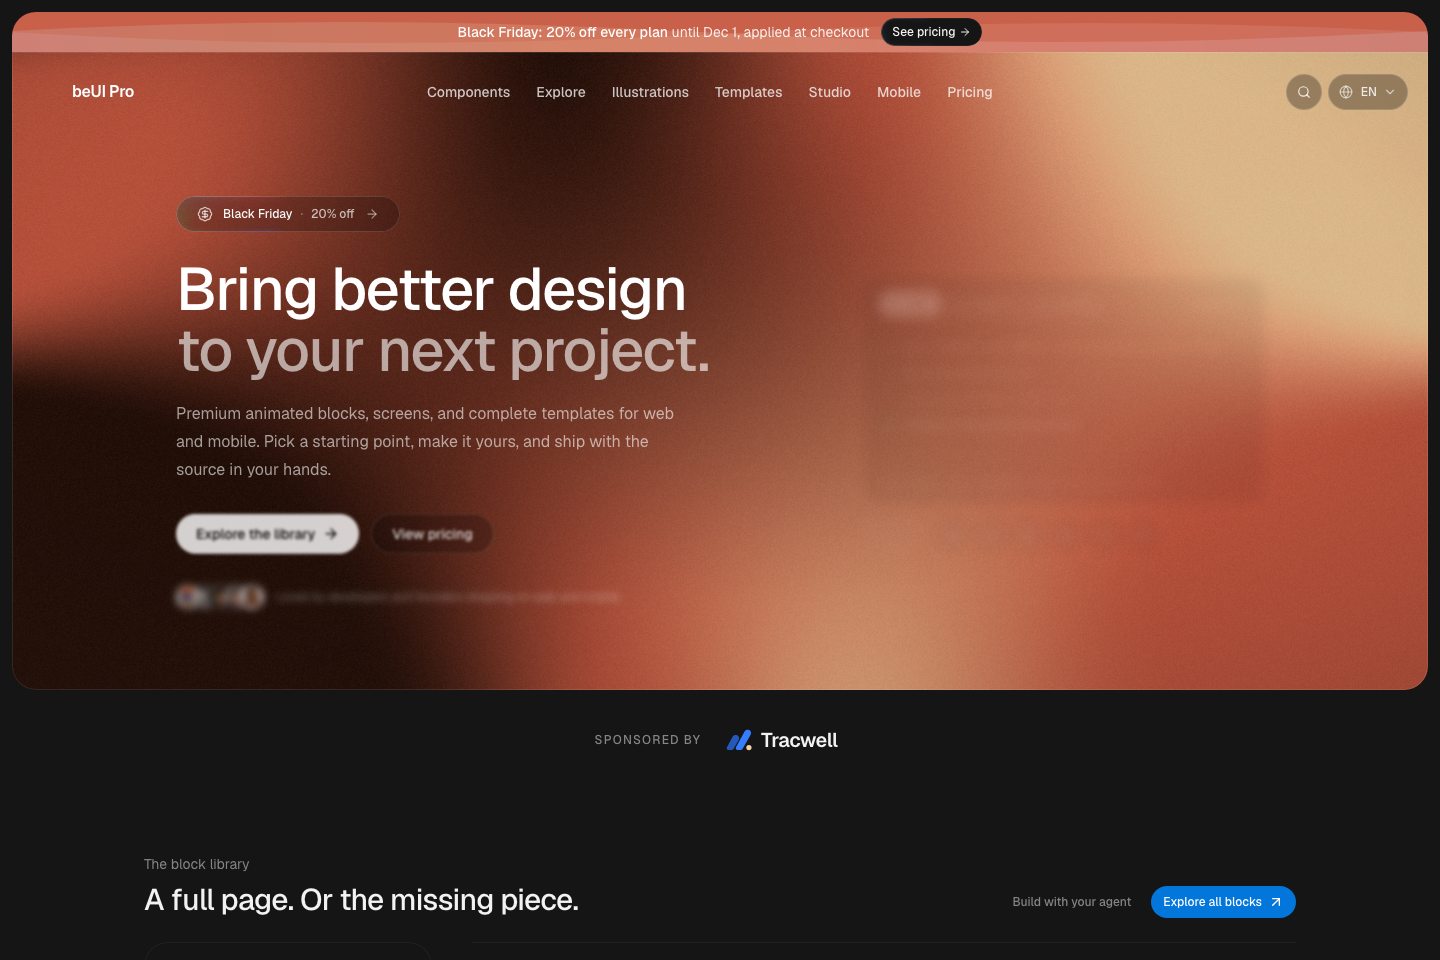 Black Friday: 20% off every plan until Dec 1, applied at checkout See pricing →
beUI Pro Components Explore Illustrations Templates Studio Mobile Pricing EN
Black Friday · 20% off →
Bring better design
to your next project.
Premium animated blocks, screens, and complete templates for web
and mobile. Pick a starting point, make it yours, and ship with the
source in your hands.
Explore the library → View pricing
SPONSORED BY Tracwell
The block library
A full page. Or the missing piece.
Build with your agent Explore all blocks